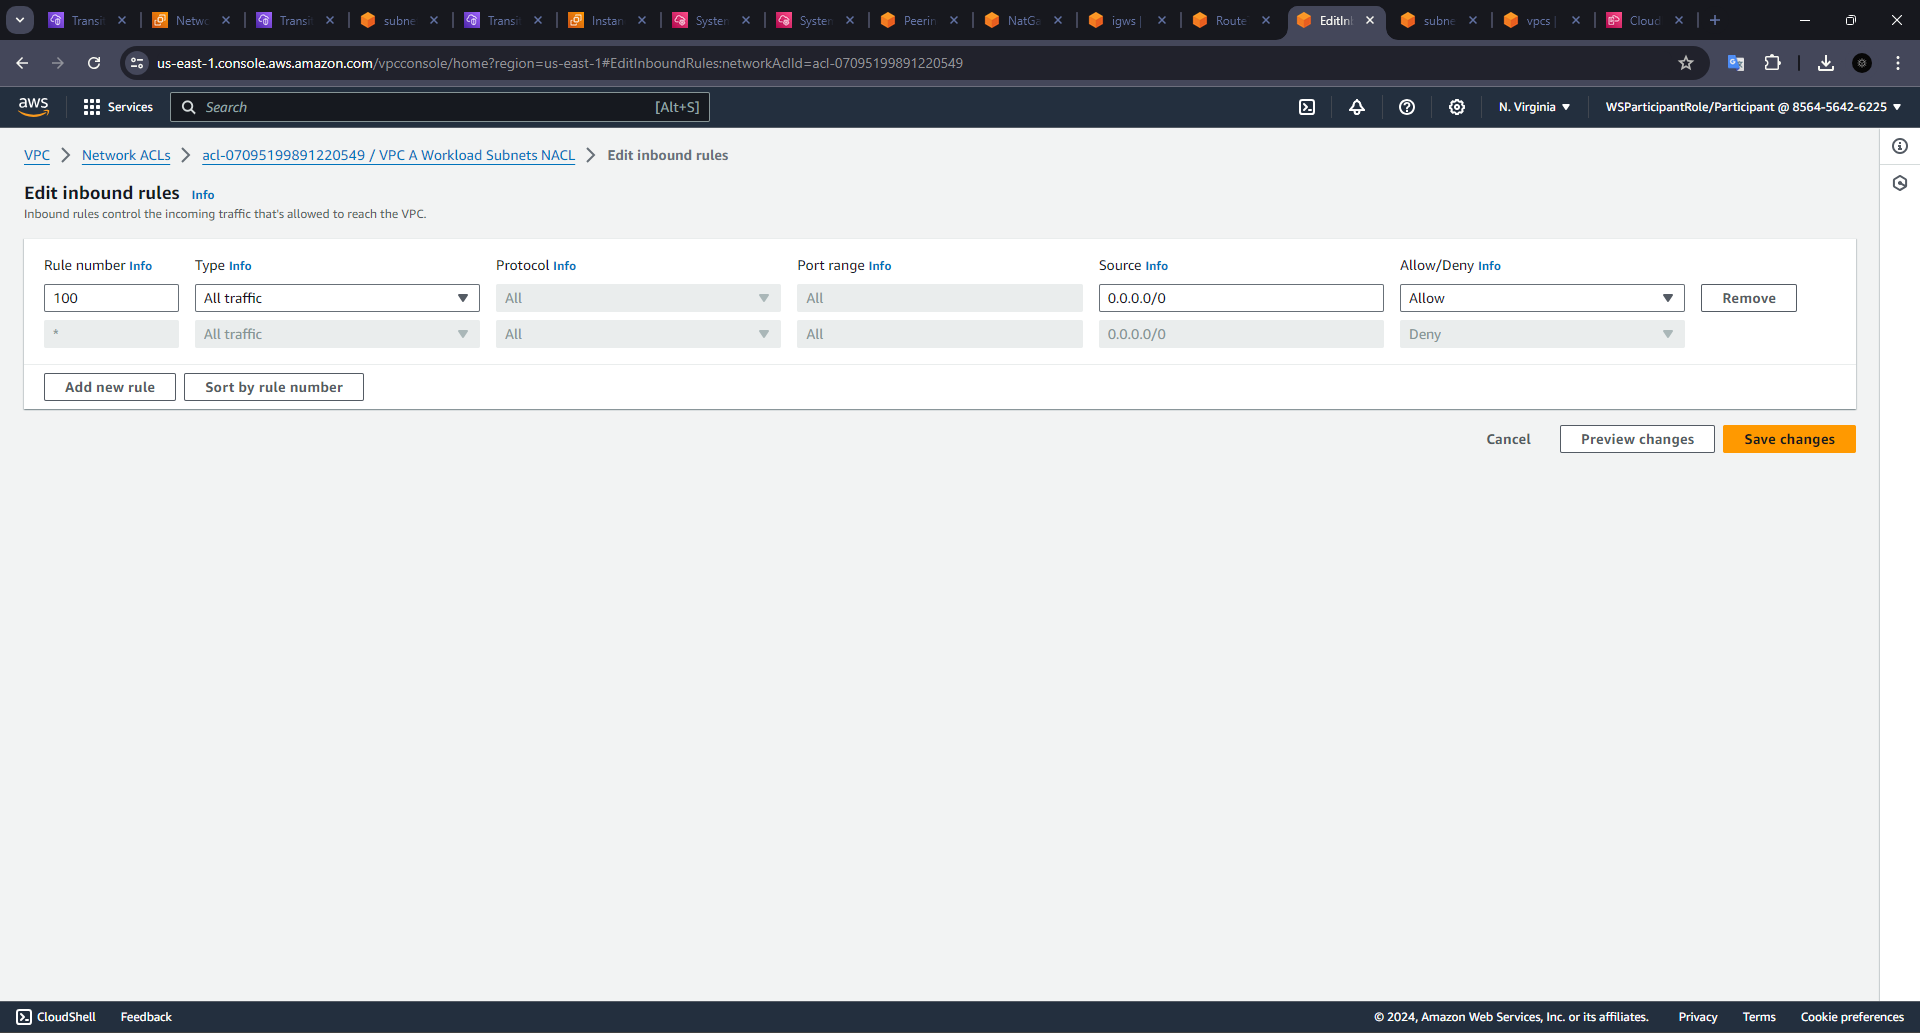 Transit
Netwo
Transit
subne
Transit
Instan
System
System
Peerin
NatGa
igws |
Route
EditInb
subne
vpcs |
Cloud
us-east-1.console.aws.amazon.com/vpcconsole/home?region=us-east-1#EditInboundRules:networkAclId=acl-07095199891220549
aws Services Search [Alt+S] N. Virginia WSParticipantRole/Participant @ 8564-5642-6225
VPC Network ACLs acl-07095199891220549 / VPC A Workload Subnets NACL Edit inbound rules
Edit inbound rules Info
Inbound rules control the incoming traffic that's allowed to reach the VPC.
Rule number Info Type Info Protocol Info Port range Info Source Info Allow/Deny Info
100 All traffic All All 0.0.0.0/0 Allow Remove
* All traffic All All 0.0.0.0/0 Deny
Add new rule Sort by rule number
Cancel Preview changes Save changes
CloudShell Feedback © 2024, Amazon Web Services, Inc. or its affiliates. Privacy Terms Cookie preferences